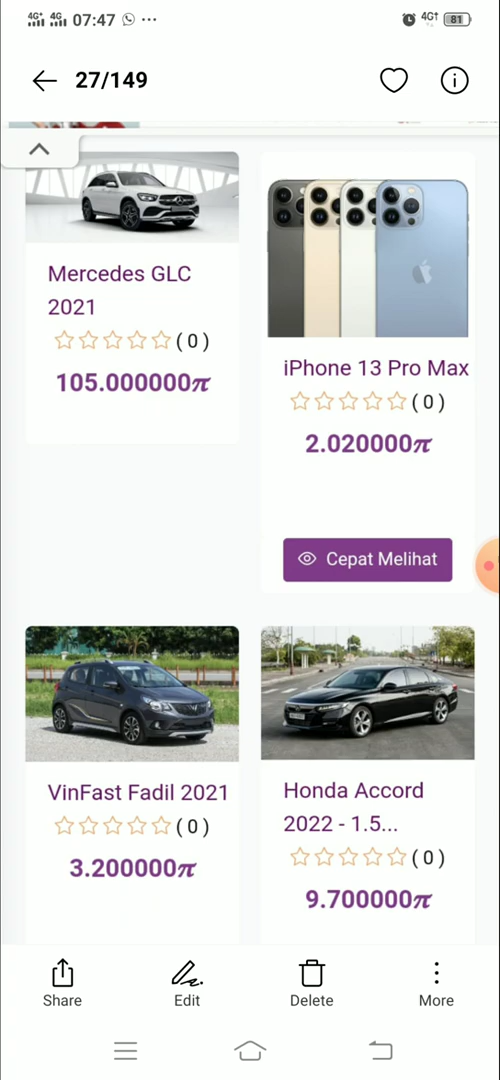 4G+ 4G 07:47 ... 4G↑ 81
27/149
Mercedes GLC
2021
( 0 )
105.000000π
iPhone 13 Pro Max
( 0 )
2.020000π
Cepat Melihat
VinFast Fadil 2021
( 0 )
3.200000π
Honda Accord
2022 - 1.5...
( 0 )
9.700000π
Share Edit Delete More